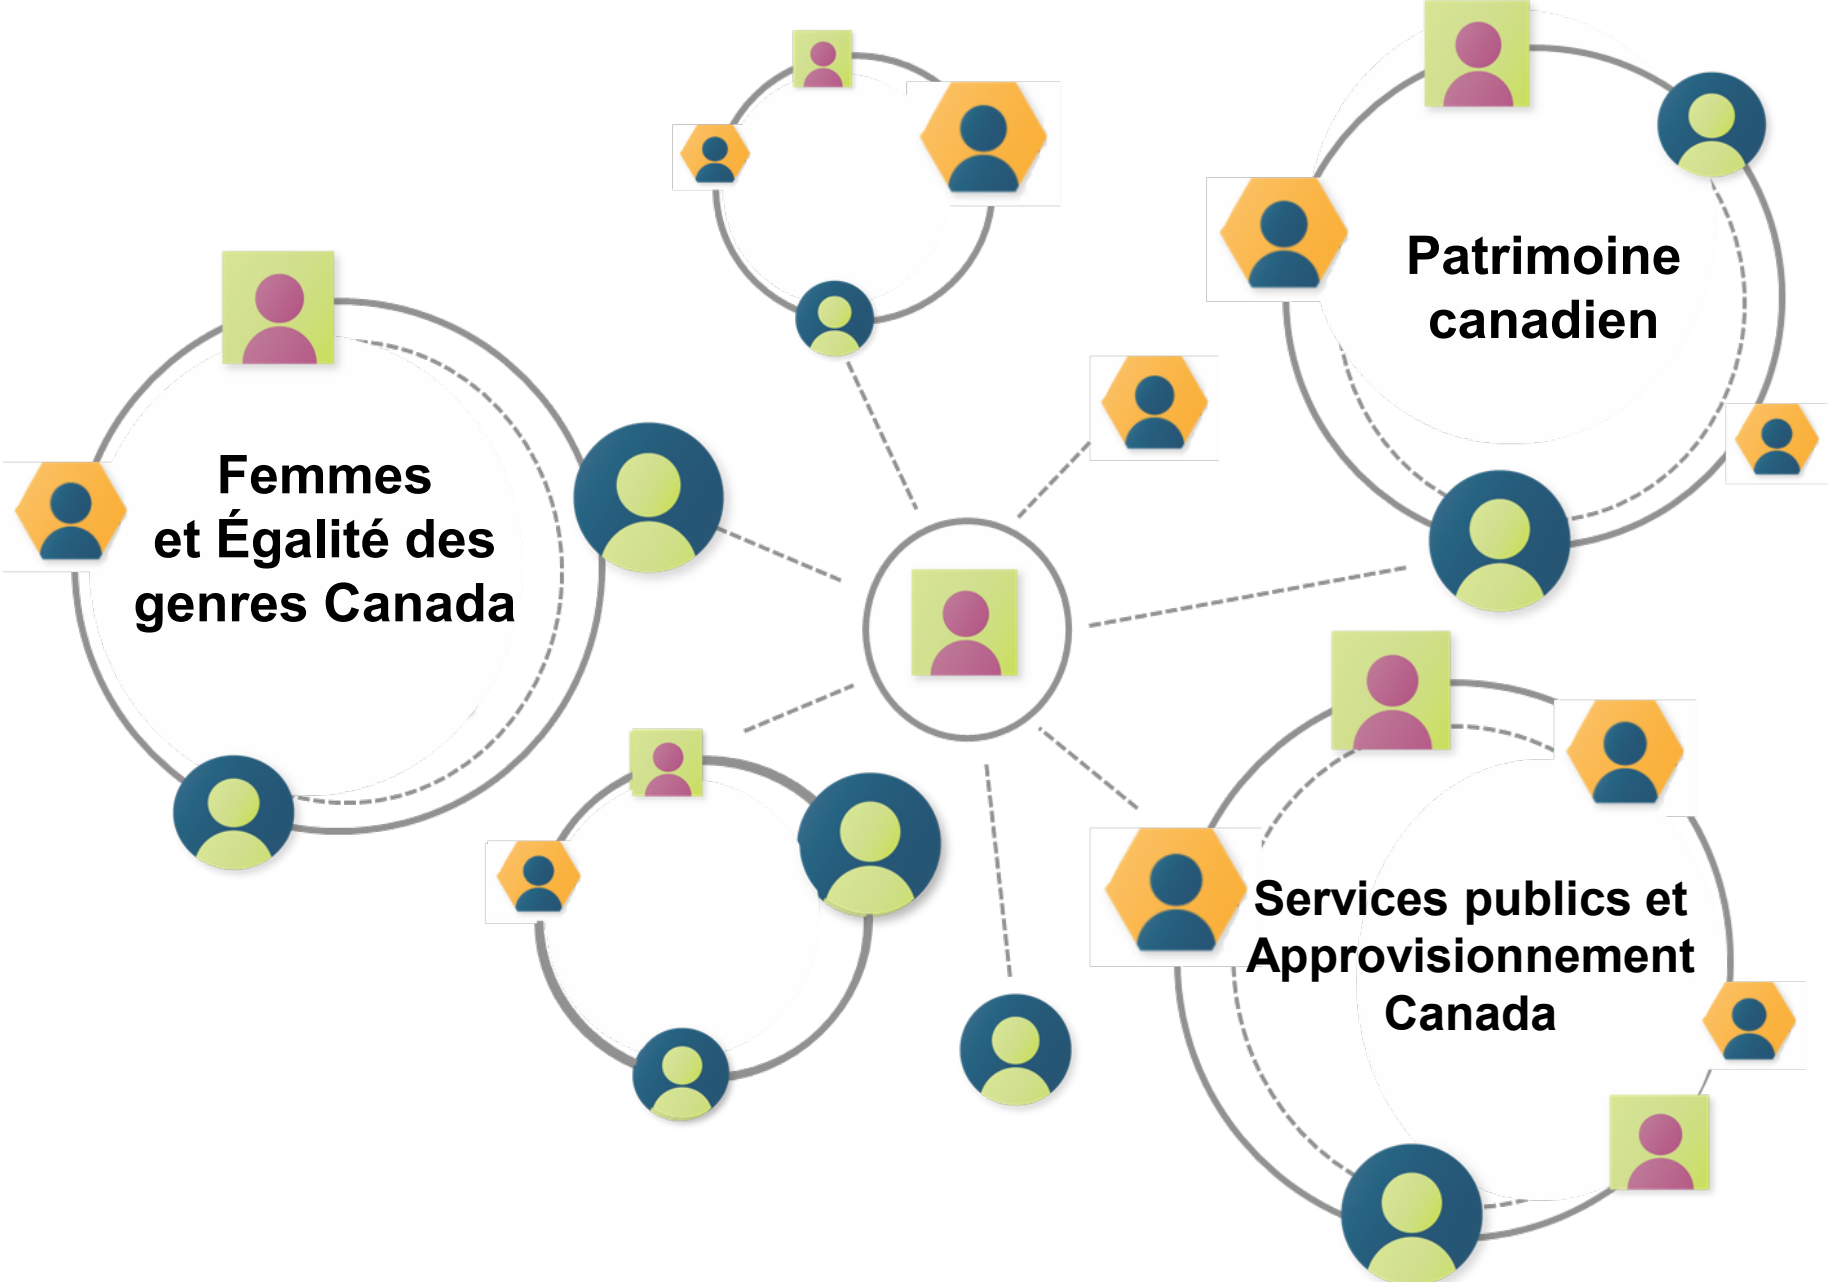 Patrimoine
canadien
Femmes
et Égalité des
genres Canada
Services publics et
Approvisionnement
Canada